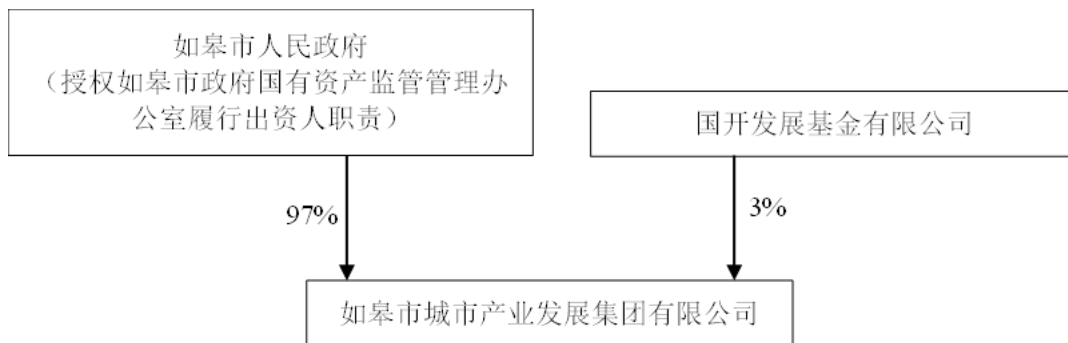 如皋市人民政府
（授权如皋市政府国有资产监管管理办
公室履行出资人职责）
国开发展基金有限公司
97%
3%
如皋市城市产业发展集团有限公司